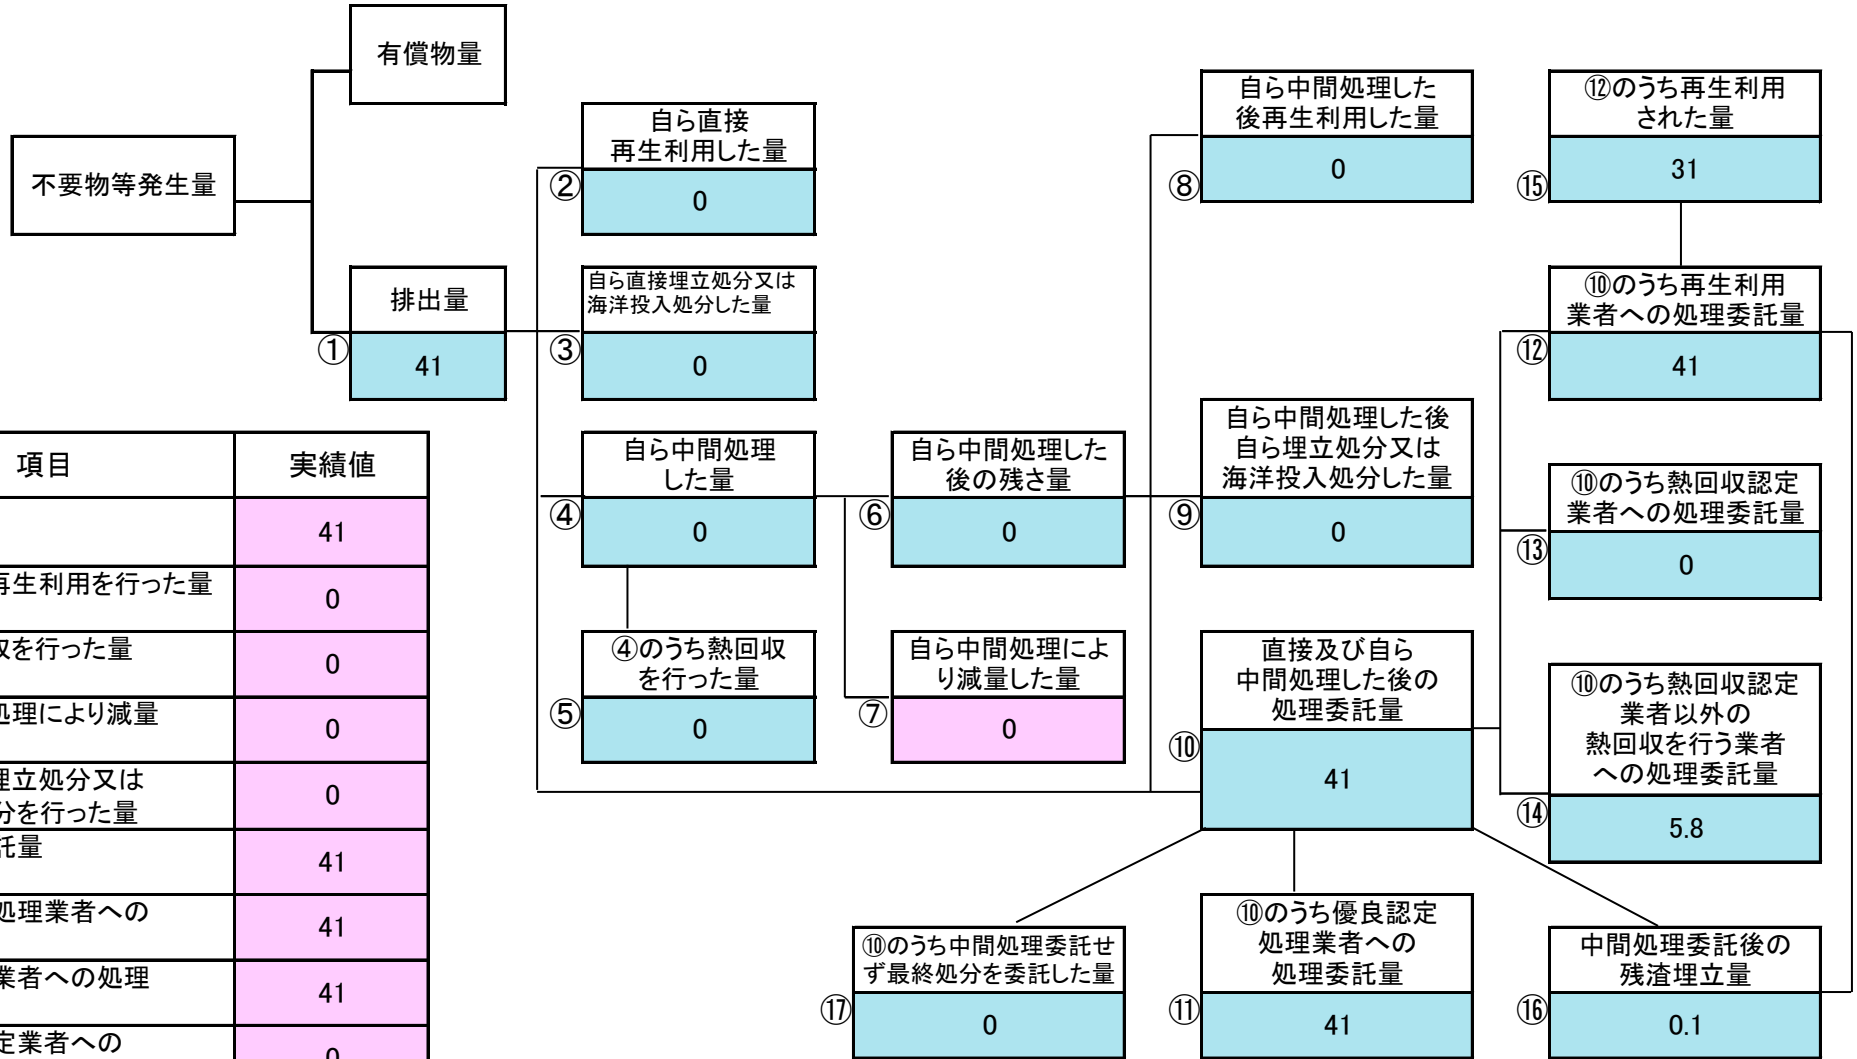 有償物量
不要物等発生量
排出量
①
41
自ら直接
再生利用した量
②
0
自ら直接埋立処分又は
海洋投入処分した量
③
0
自ら中間処理
した量
④
0
④のうち熱回収
を行った量
⑤
0
自ら中間処理した
後の残さ量
⑥
0
自ら中間処理によ
り減量した量
⑦
0
自ら中間処理した
後再生利用した量
⑧
0
自ら中間処理した後
自ら埋立処分又は
海洋投入処分した量
⑨
0
直接及び自ら
中間処理した後の
処理委託量
⑩
41
⑫のうち再生利用
された量
⑮
31
⑩のうち再生利用
業者への処理委託量
⑫
41
⑩のうち熱回収認定
業者への処理委託量
⑬
0
⑩のうち熱回収認定
業者以外の
熱回収を行う業者
への処理委託量
⑭
5.8
⑩のうち中間処理委託せ
ず最終処分を委託した量
⑰
0
⑩のうち優良認定
処理業者への
処理委託量
⑪
41
中間処理委託後の
残渣埋立量
⑯
0.1
項目 実績値
41
再生利用を行った量 0
を行った量 0
処理により減量 0
埋立処分又は
分を行った量 0
託量 41
処理業者への 41
業者への処理 41
定業者への 0